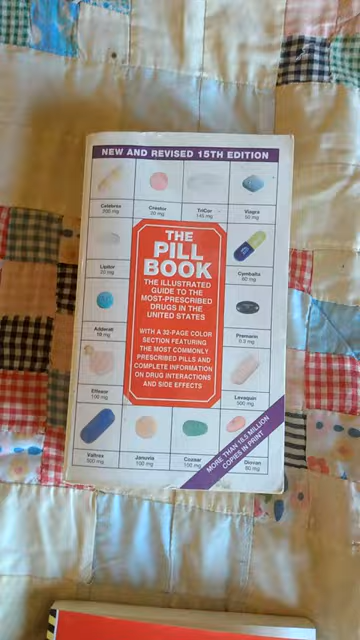 NEW AND REVISED 15TH EDITION
Celebrex
200 mg
Crestor
20 mg
TriCor
145 mg
Viagra
50 mg
Lipitor
20 mg
Cymbalta
60 mg
Adderall
10 mg
Premarin
0.3 mg
Effexor
100 mg
Levaquin
500 mg
Valtrex
500 mg
Januvia
100 mg
Cozaar
100 mg
Diovan
80 mg
THE
PILL
BOOK
THE ILLUSTRATED
GUIDE TO THE
MOST-PRESCRIBED
DRUGS IN THE
UNITED STATES
WITH A 32-PAGE COLOR
SECTION FEATURING
THE MOST COMMONLY
PRESCRIBED PILLS AND
COMPLETE INFORMATION
ON DRUG INTERACTIONS
AND SIDE EFFECTS
MORE THAN 18.5 MILLION
COPIES IN PRINT